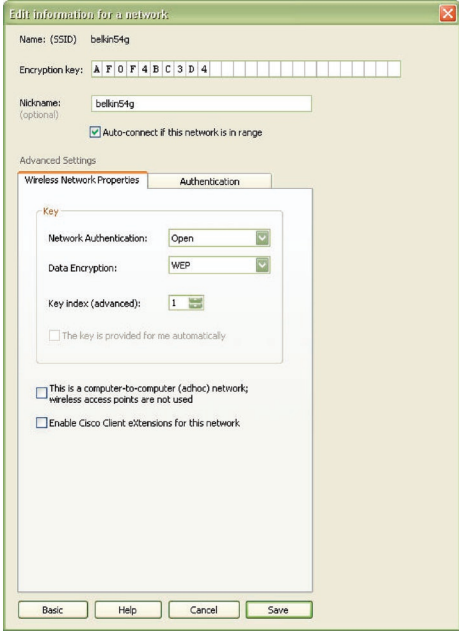 Edit information for a network
Name: (SSID) belkin54g
Encryption key: A F 0 F 4 B C 3 D 4
Nickname: belkin54g
(optional)
Auto-connect if this network is in range
Advanced Settings
Wireless Network Properties Authentication
Key
Network Authentication: Open
Data Encryption: WEP
Key index (advanced): 1
The key is provided for me automatically
This is a computer-to-computer (adhoc) network;
wireless access points are not used
Enable Cisco Client eXtensions for this network
Basic Help Cancel Save